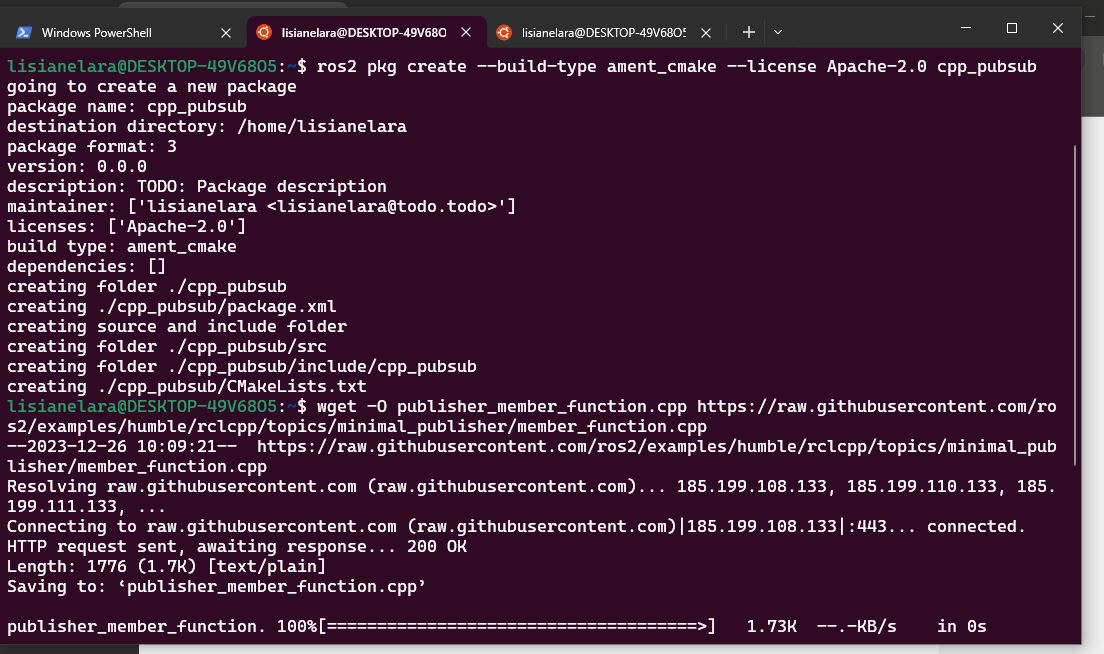 Windows PowerShell
lisianelara@DESKTOP-49V68O
lisianelara@DESKTOP-49V68O5
lisianelara@DESKTOP-49V68O5:~$ ros2 pkg create --build-type ament_cmake --license Apache-2.0 cpp_pubsub
going to create a new package
package name: cpp_pubsub
destination directory: /home/lisianelara
package format: 3
version: 0.0.0
description: TODO: Package description
maintainer: ['lisianelara <lisianelara@todo.todo>']
licenses: ['Apache-2.0']
build type: ament_cmake
dependencies: []
creating folder ./cpp_pubsub
creating ./cpp_pubsub/package.xml
creating source and include folder
creating folder ./cpp_pubsub/src
creating folder ./cpp_pubsub/include/cpp_pubsub
creating ./cpp_pubsub/CMakeLists.txt
lisianelara@DESKTOP-49V68O5:~$ wget -O publisher_member_function.cpp https://raw.githubusercontent.com/ro
s2/examples/humble/rclcpp/topics/minimal_publisher/member_function.cpp
--2023-12-26 10:09:21--  https://raw.githubusercontent.com/ros2/examples/humble/rclcpp/topics/minimal_pub
lisher/member_function.cpp
Resolving raw.githubusercontent.com (raw.githubusercontent.com)... 185.199.108.133, 185.199.110.133, 185.
199.111.133, ...
Connecting to raw.githubusercontent.com (raw.githubusercontent.com)|185.199.108.133|:443... connected.
HTTP request sent, awaiting response... 200 OK
Length: 1776 (1.7K) [text/plain]
Saving to: ‘publisher_member_function.cpp’
publisher_member_function. 100%[=====================================>]   1.73K  --.-KB/s    in 0s